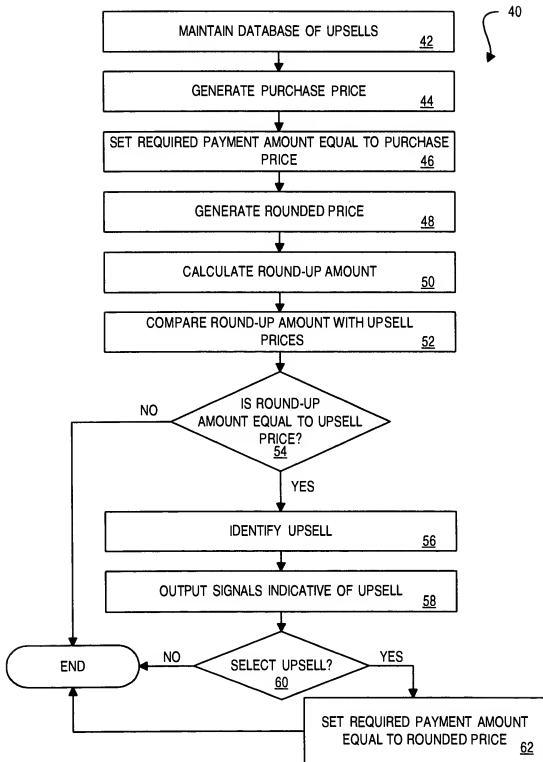 40
MAINTAIN DATABASE OF UPSELLS
42
GENERATE PURCHASE PRICE
44
SET REQUIRED PAYMENT AMOUNT EQUAL TO PURCHASE
PRICE
46
GENERATE ROUNDED PRICE
48
CALCULATE ROUND-UP AMOUNT
50
COMPARE ROUND-UP AMOUNT WITH UPSELL
PRICES
52
IS ROUND-UP
AMOUNT EQUAL TO UPSELL
PRICE?
54
NO
YES
IDENTIFY UPSELL
56
OUTPUT SIGNALS INDICATIVE OF UPSELL
58
SELECT UPSELL?
60
NO
YES
END
SET REQUIRED PAYMENT AMOUNT
EQUAL TO ROUNDED PRICE
62